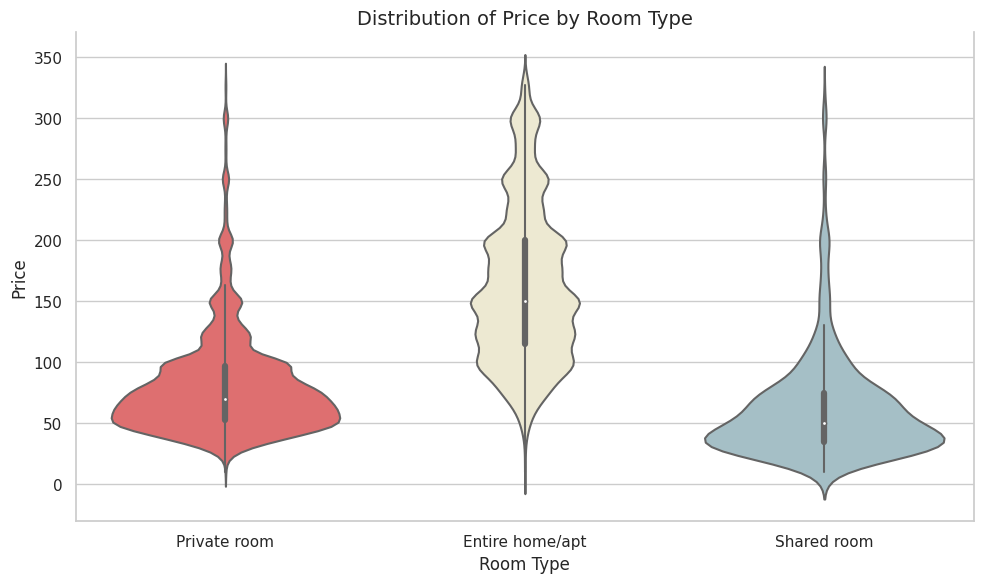 Distribution of Price by Room Type
350
300
250
200
150
100
50
0
Price
Private room
Entire home/apt
Shared room
Room Type